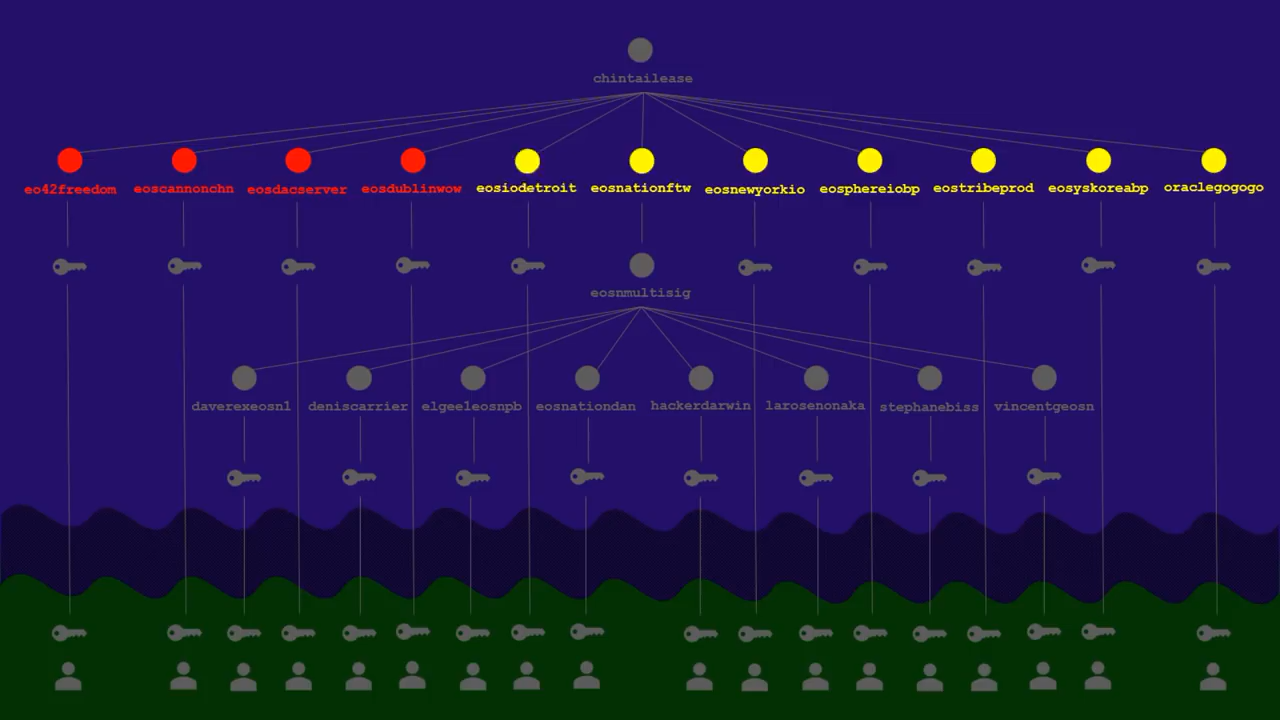 chintailease
eo42freedom eoscannonchn eosdacserver eosdublinwow eosiodetroit eosnationftw eosnewyorkio eosphereiobp eostribeprod eosyskoreabp oraclegogogo
eosnmultisig
daverexeosn1 deniscarrier elgee1eosnpb eosnationdan hackerdarwin larosenonaka stephanebiss vincentgeosn